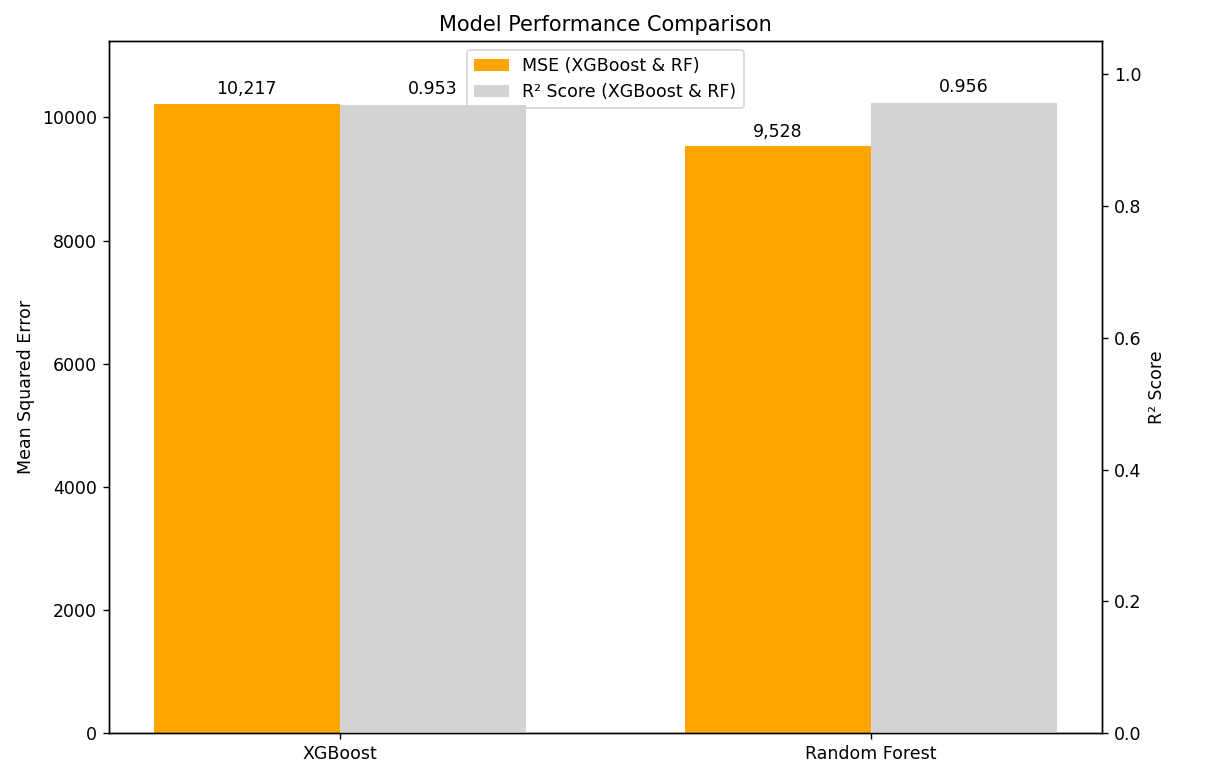 Model Performance Comparison
MSE (XGBoost & RF)
R² Score (XGBoost & RF)
10,217
0.953
9,528
0.956
Mean Squared Error
10000
8000
6000
4000
2000
0
R² Score
1.0
0.8
0.6
0.4
0.2
0.0
XGBoost
Random Forest